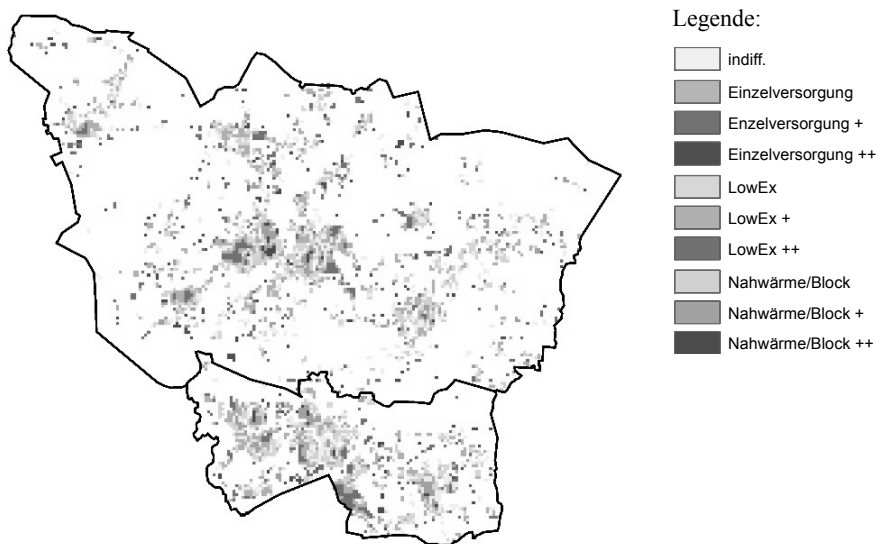 Legende:
indiff.
Einzelversorgung
Enzelversorgung +
Einzelversorgung ++
LowEx
LowEx +
LowEx ++
Nahwärme/Block
Nahwärme/Block +
Nahwärme/Block ++